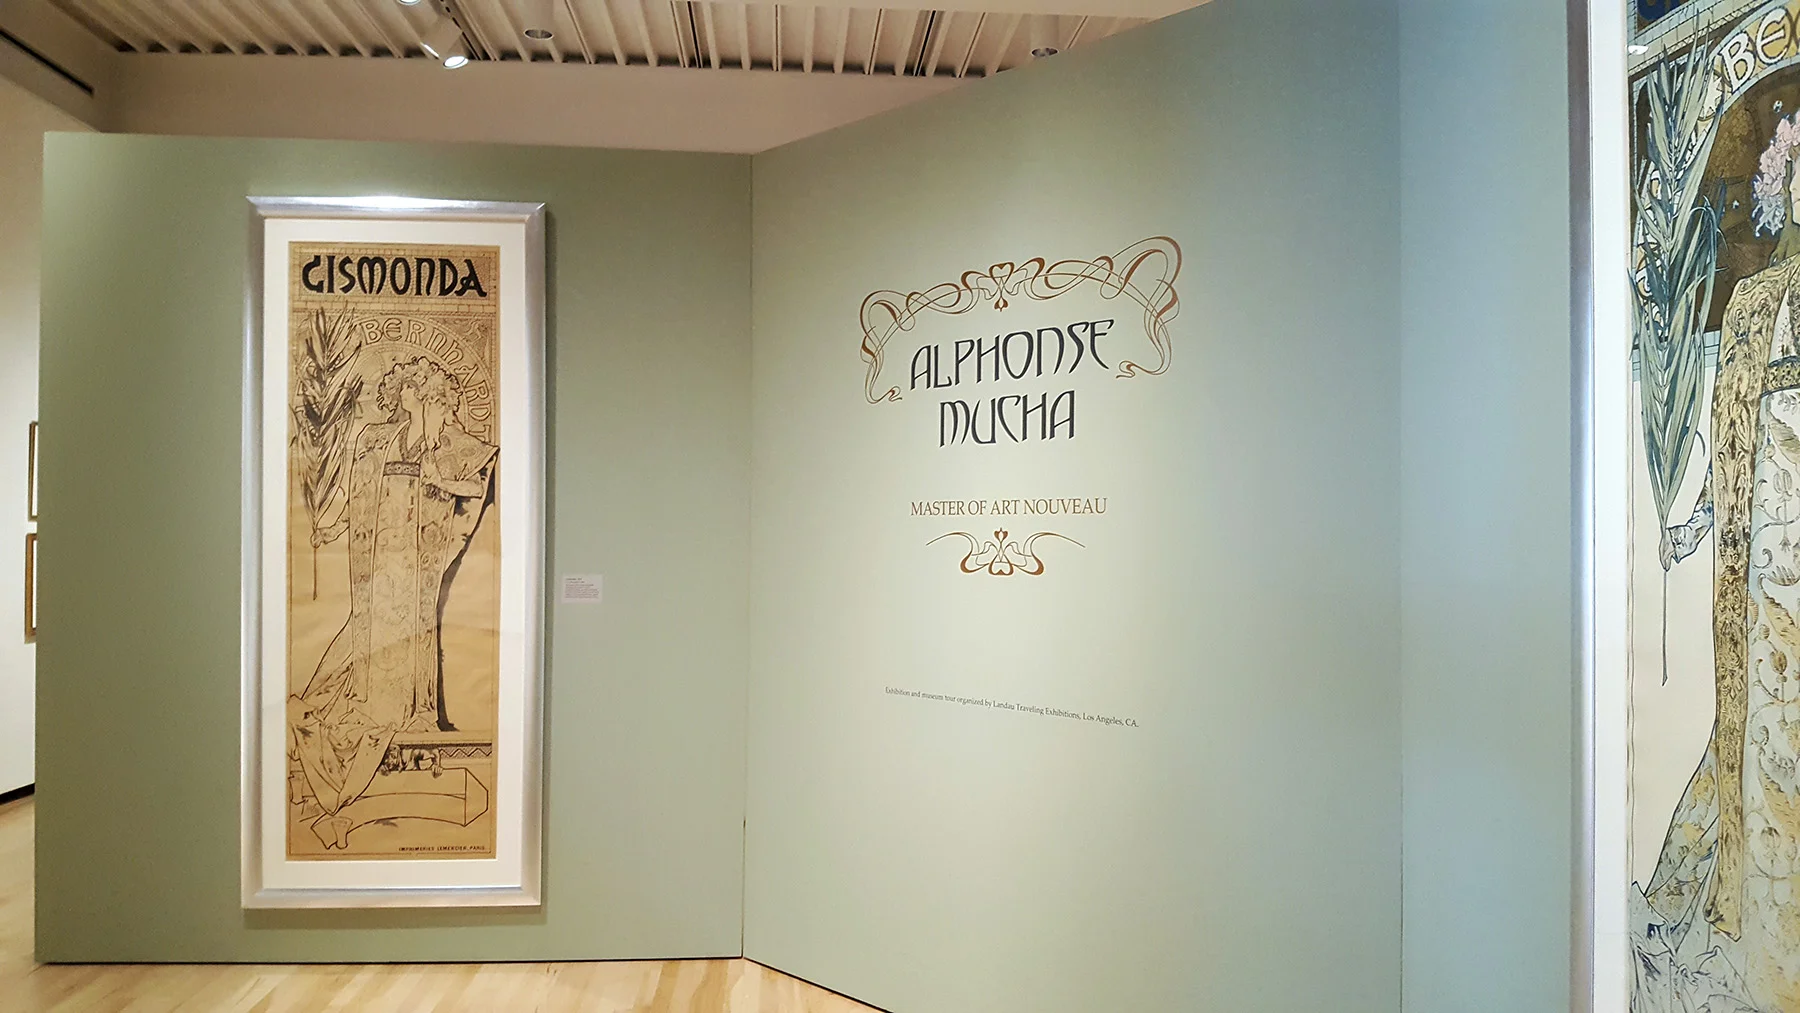 GISMONDA
BERNHARDT
IMPRIMERIES LEMERCIER, PARIS
ALPHONSE
MUCHA
MASTER OF ART NOUVEAU
Exhibition and museum tour organized by Landau Traveling Exhibitions, Los Angeles, CA.
BE